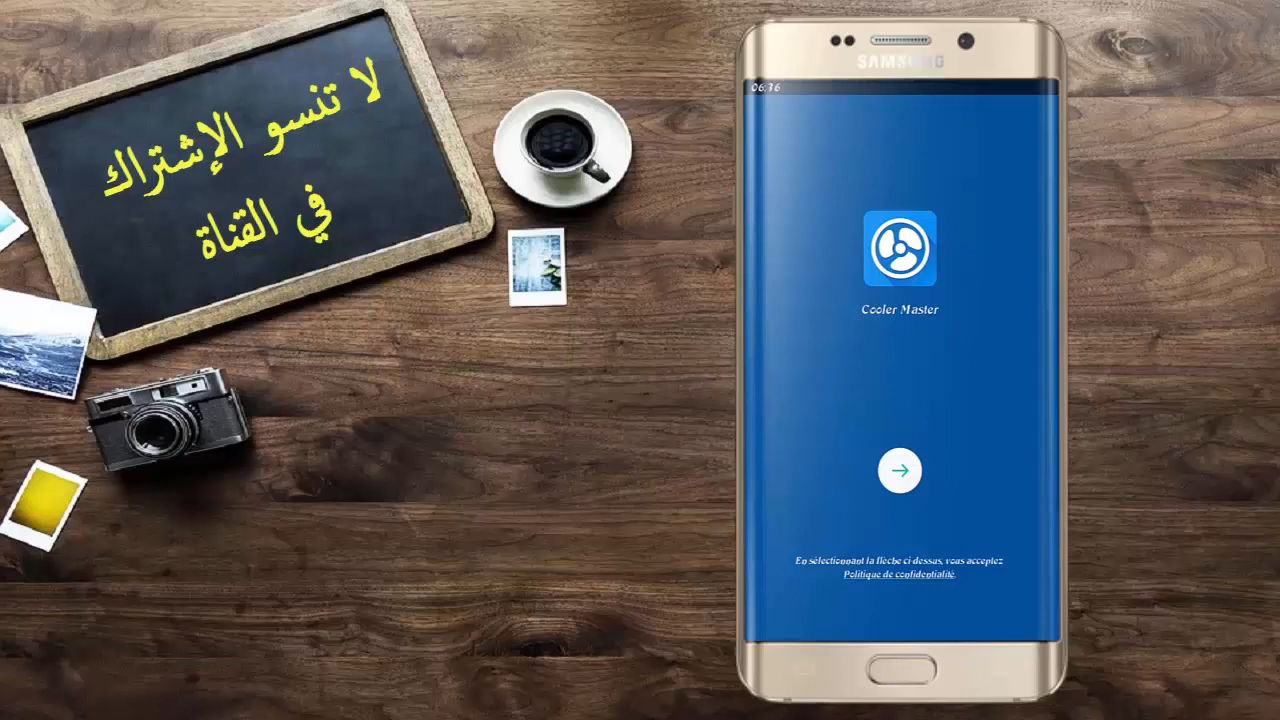 لا تنسو الإشتراك
في القناة
SAMSUNG
06:36
Cooler Master
En sélectionnant la flèche ci-dessus, vous acceptez
Politique de confidentialité.